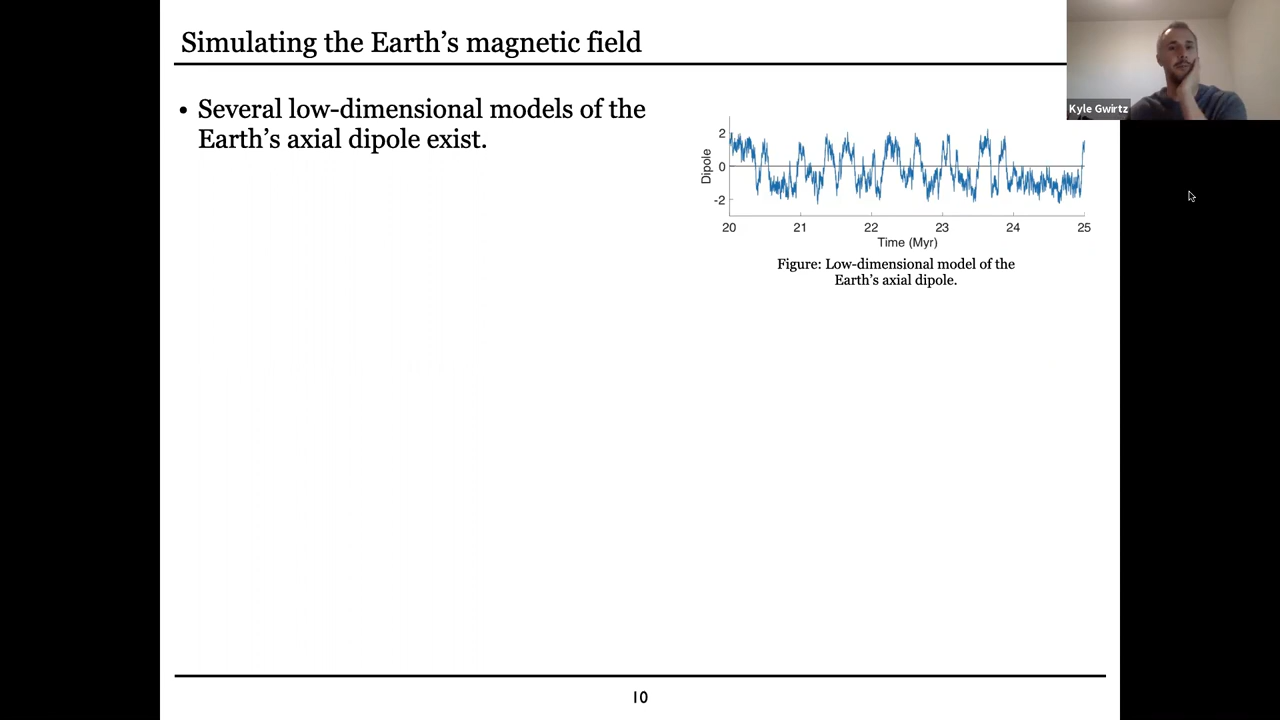 Simulating the Earth's magnetic field
Kyle Gwirtz
• Several low-dimensional models of the
Earth's axial dipole exist.
Dipole
2
0
-2
20 21 22 23 24 25
Time (Myr)
Figure: Low-dimensional model of the
Earth's axial dipole.
10